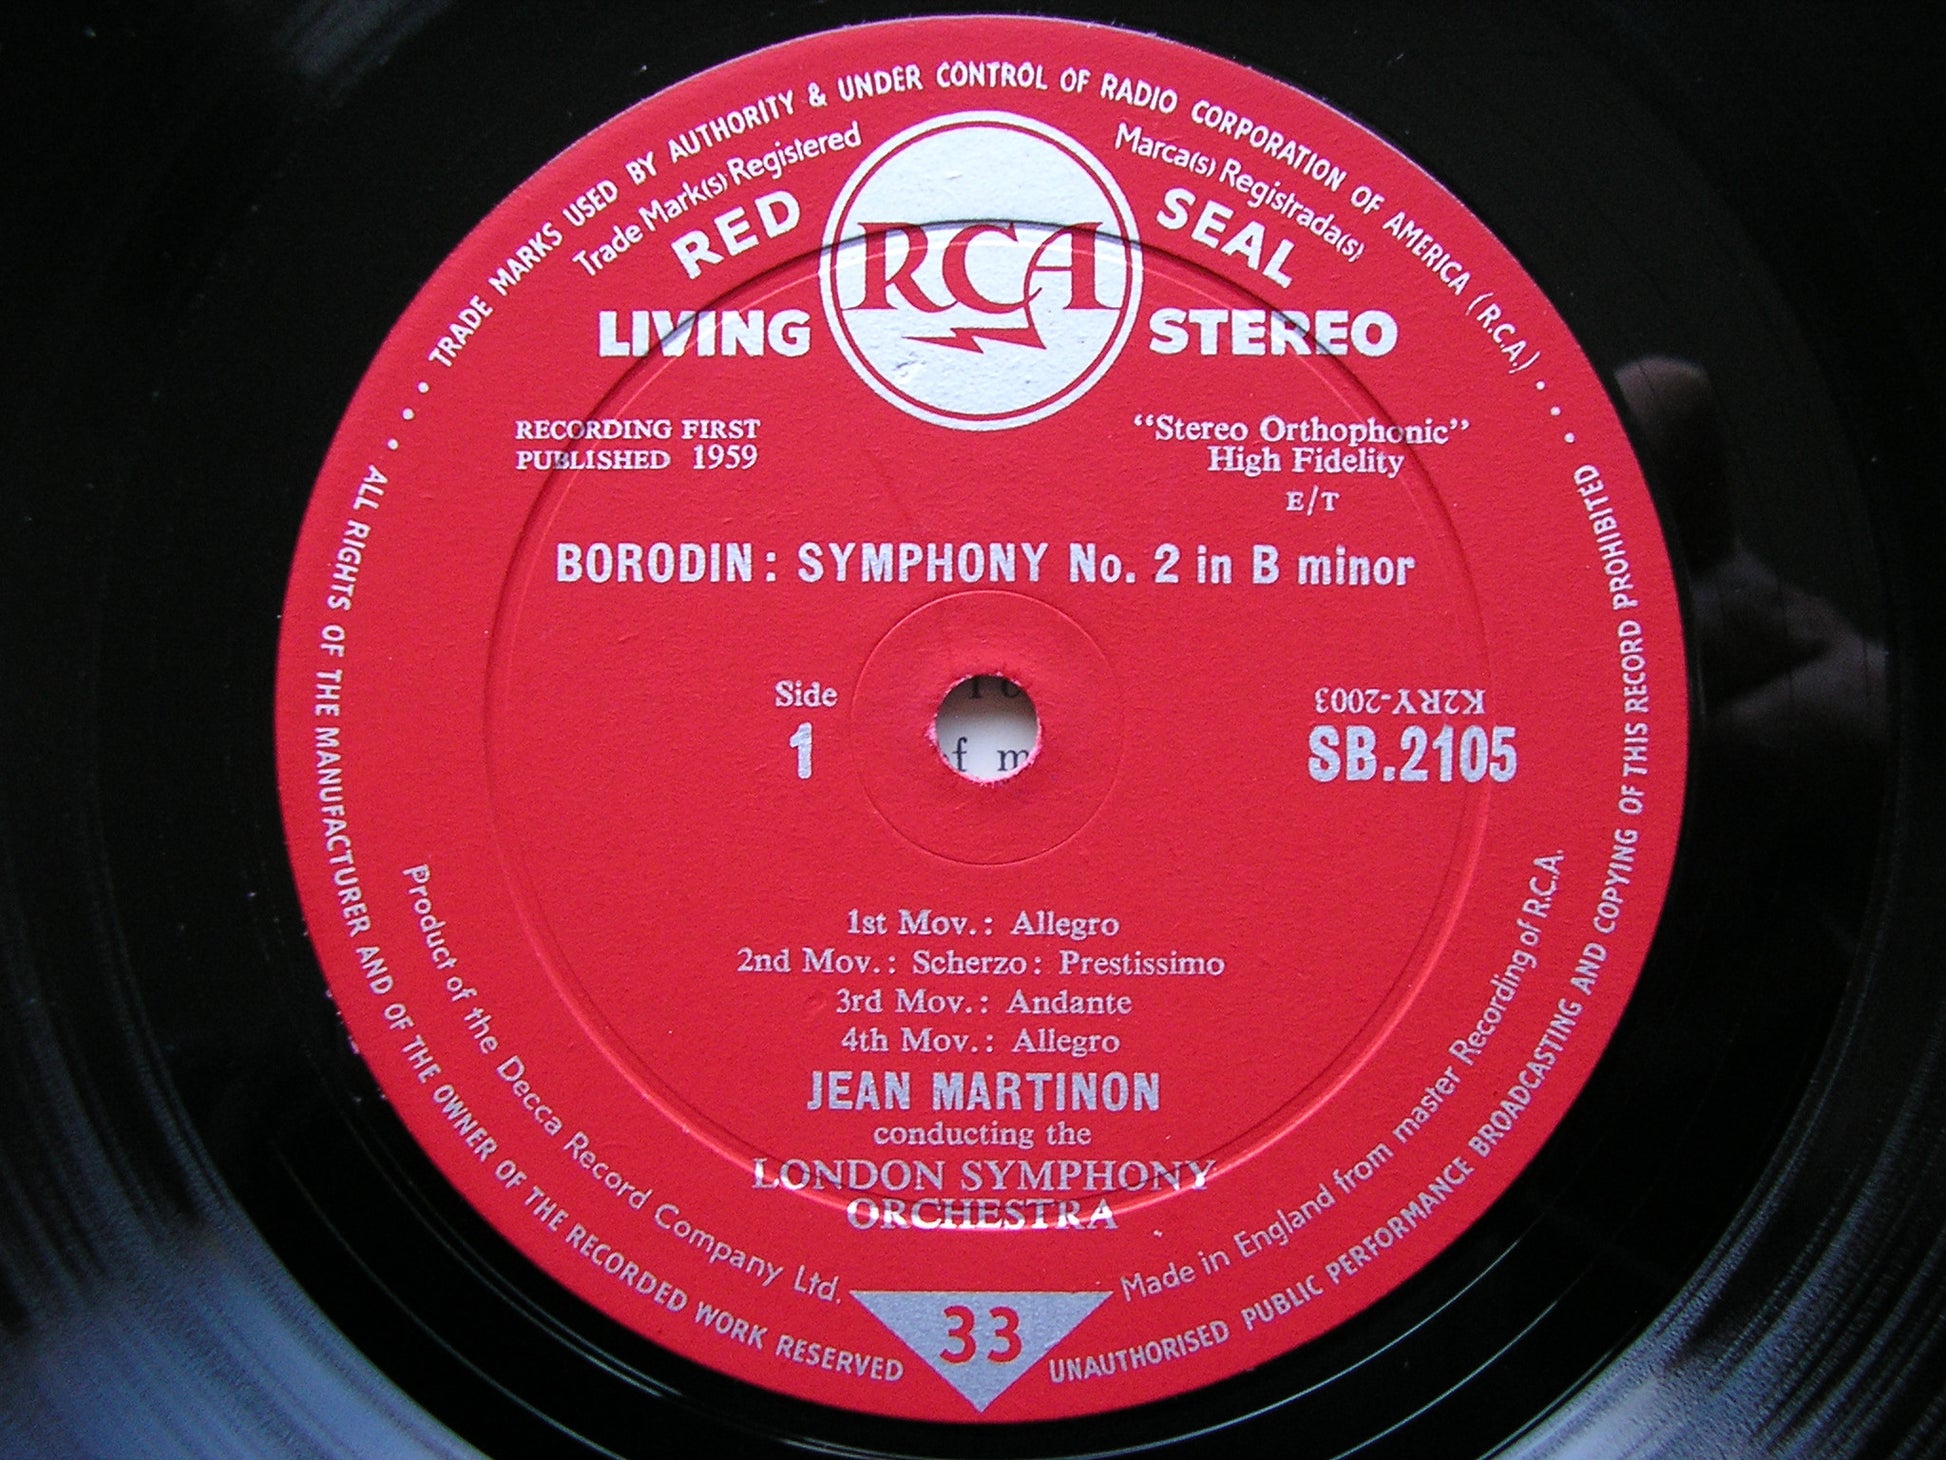 TRADE MARKS USED BY AUTHORITY & UNDER CONTROL OF RADIO CORPORATION OF AMERICA (R.C.A.)
Trade Mark(s) Registered
Marca(s) Registrada(s)
RED SEAL
RCA
LIVING STEREO
RECORDING FIRST
PUBLISHED 1959
"Stereo Orthophonic"
High Fidelity
E/T
BORODIN : SYMPHONY No. 2 in B minor
Side
1
K2RY-2003
SB.2105
f m
1st Mov.: Allegro
2nd Mov.: Scherzo: Prestissimo
3rd Mov.: Andante
4th Mov.: Allegro
JEAN MARTINON
conducting the
LONDON SYMPHONY
ORCHESTRA
Product of the Decca Record Company Ltd.
Made in England from master Recording of R.C.A.
33
ALL RIGHTS OF THE MANUFACTURER AND OF THE OWNER OF THE RECORDED WORK RESERVED
UNAUTHORISED PUBLIC PERFORMANCE BROADCASTING AND COPYING OF THIS RECORD PROHIBITED